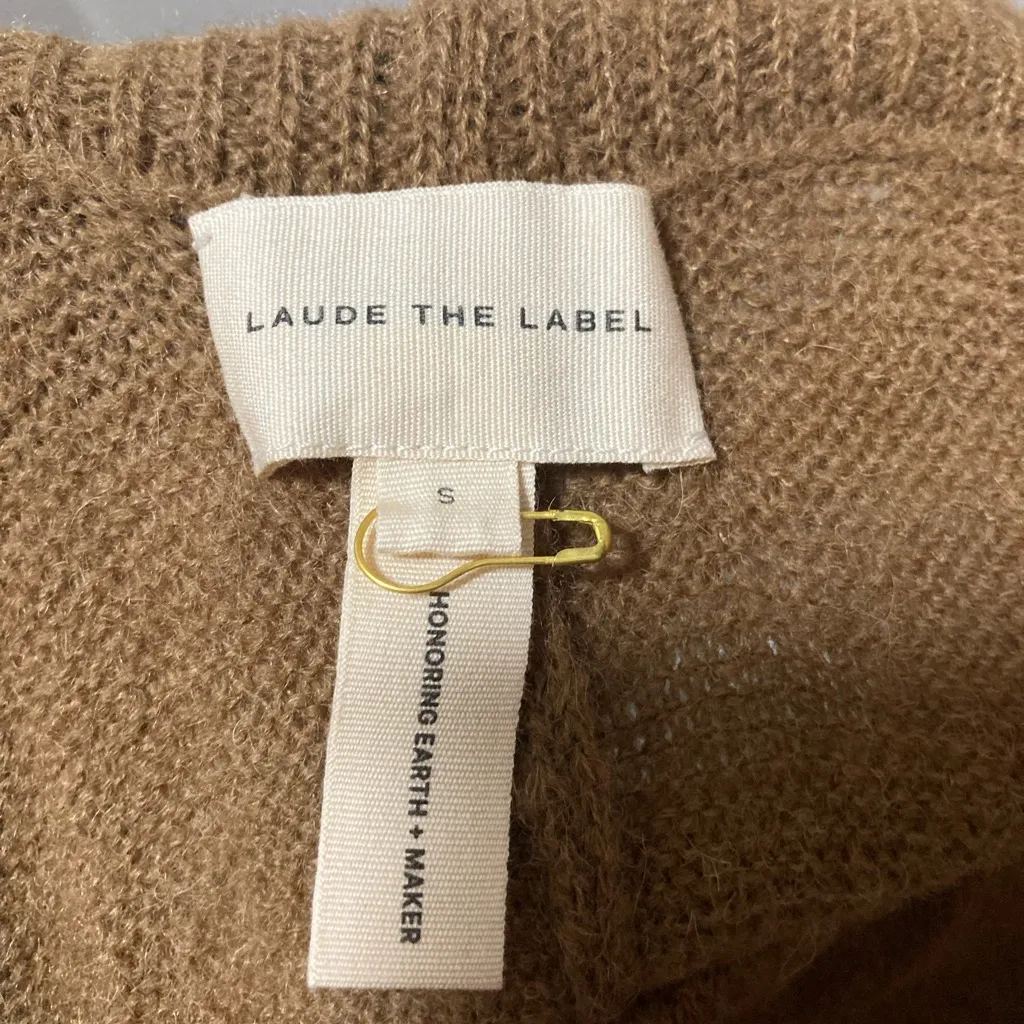 LAUDE THE LABEL
S
HONORING EARTH + MAKER